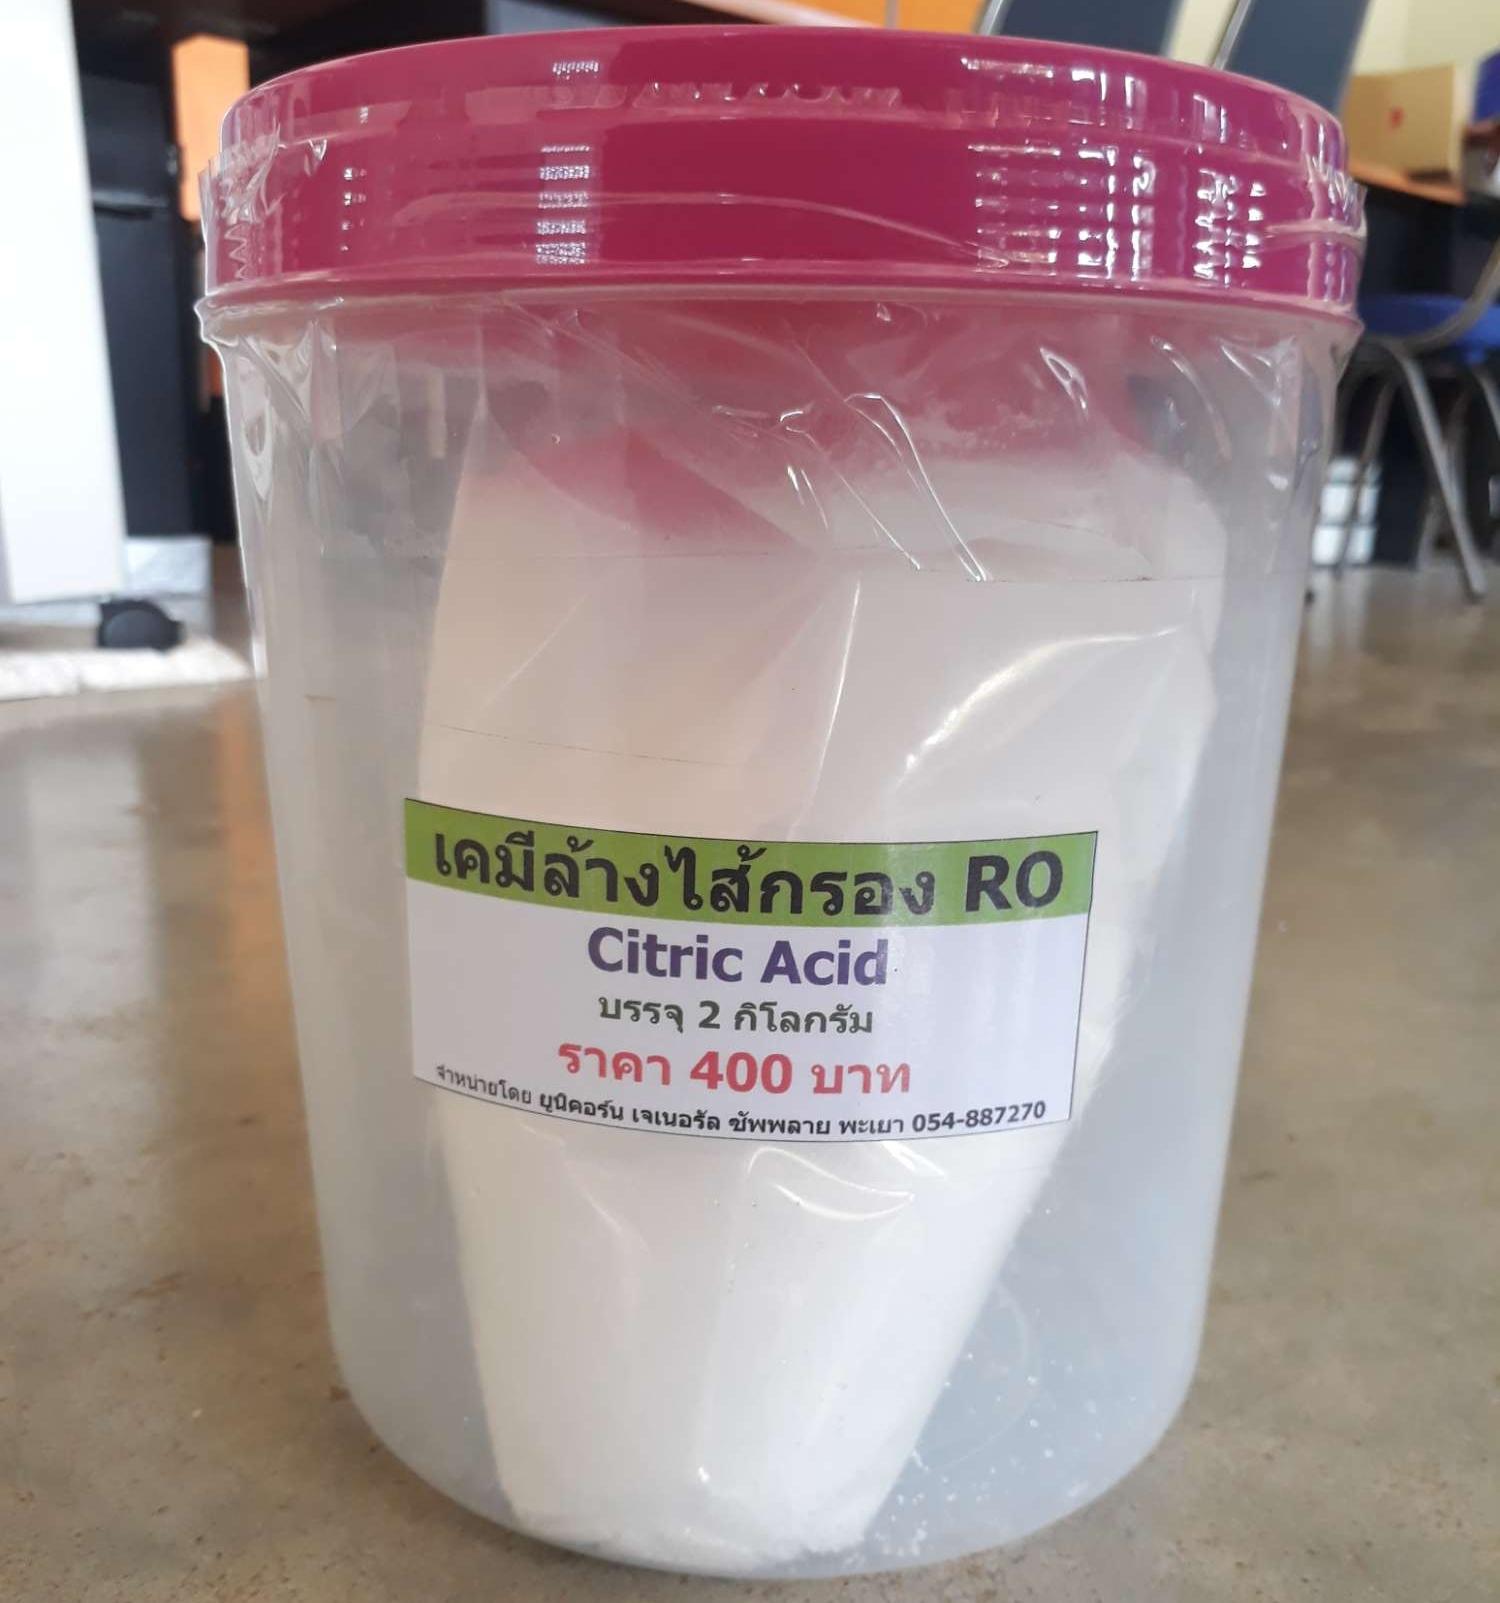 เคมีล้างไส้กรอง RO
Citric Acid
บรรจุ 2 กิโลกรัม
ราคา 400 บาท
จำหน่ายโดย ยูนิคอร์น เจเนอรัล ซัพพลาย พะเยา 054-887270